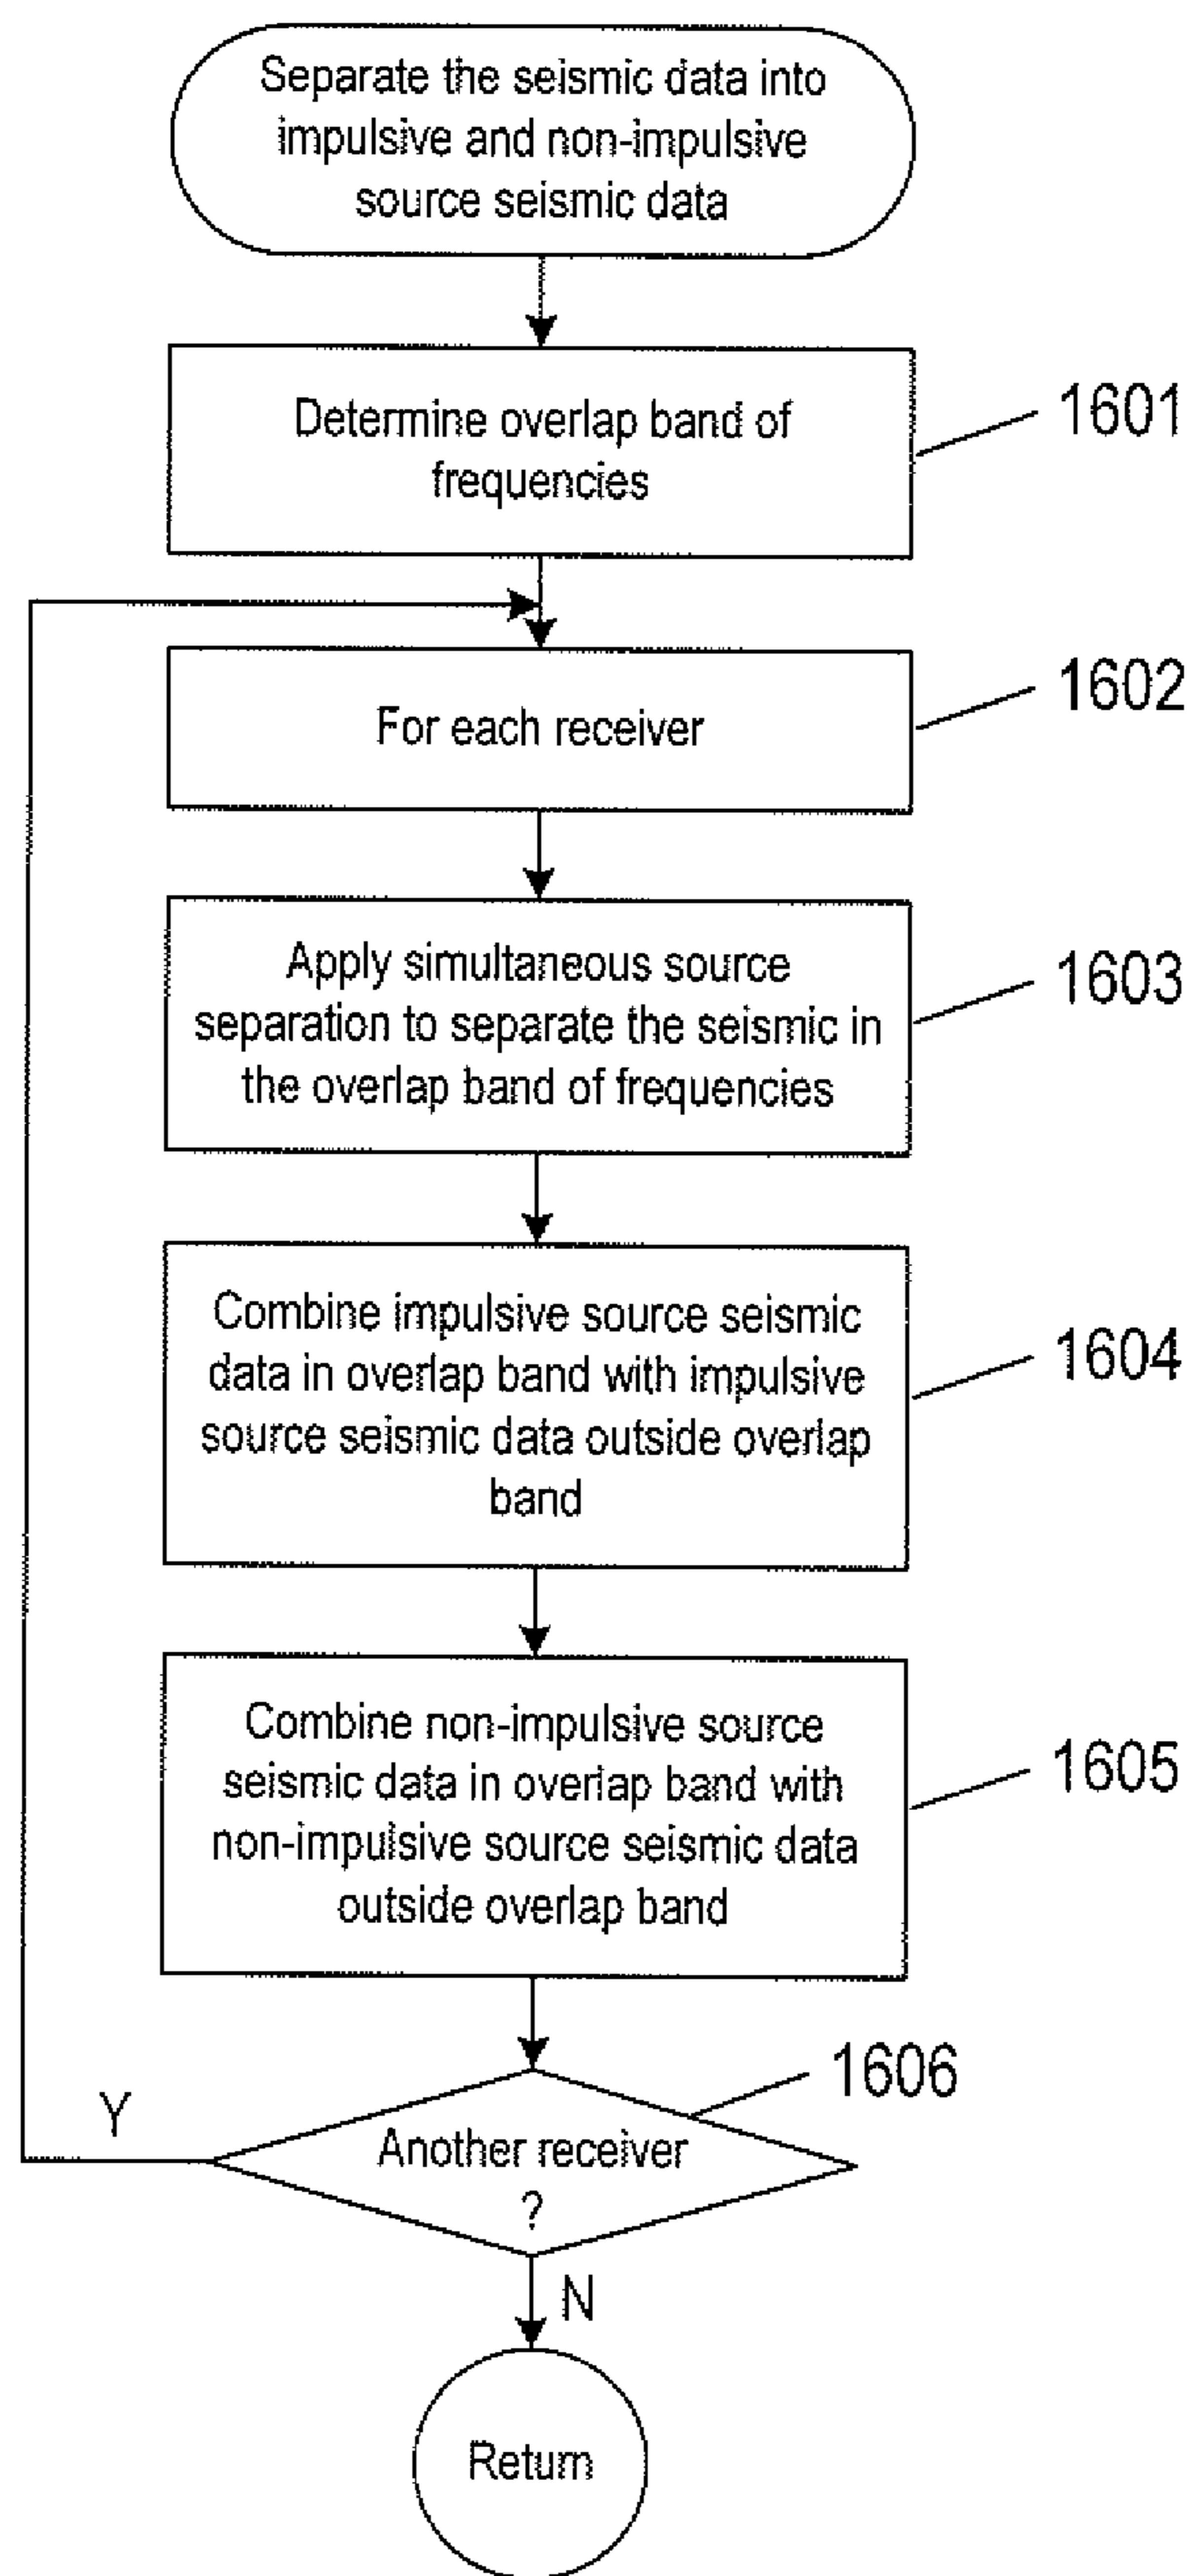 Separate the seismic data into
impulsive and non-impulsive
source seismic data
Determine overlap band of
frequencies
1601
For each receiver
1602
Apply simultaneous source
separation to separate the seismic in
the overlap band of frequencies
1603
Combine impulsive source seismic
data in overlap band with impulsive
source seismic data outside overlap
band
1604
Combine non-impulsive source
seismic data in overlap band with
non-impulsive source seismic data
outside overlap band
1605
Another receiver
?
1606
Y
N
Return